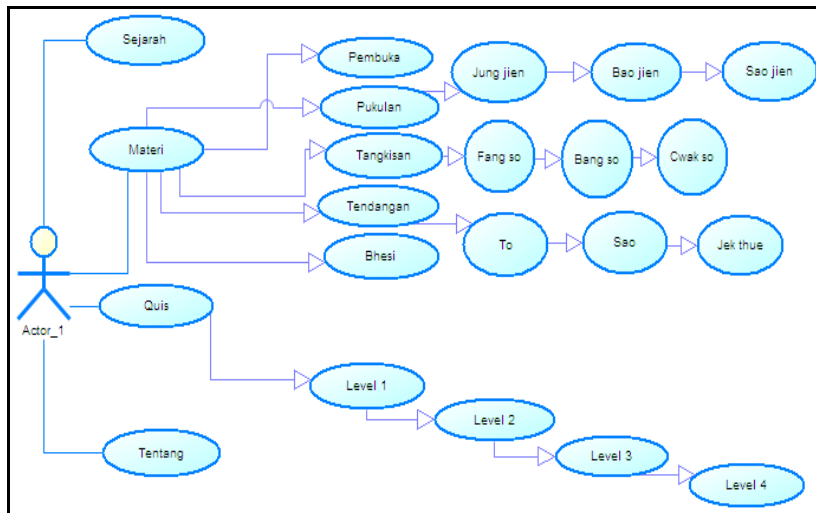 Sejarah
Pembuka
Jung jien
Bao jien
Sao jien
Pukulan
Materi
Tangkisan
Fang so
Bang so
Cwak so
Tendangan
To
Sao
Jek thue
Bhesi
Actor_1
Quis
Level 1
Level 2
Level 3
Level 4
Tentang